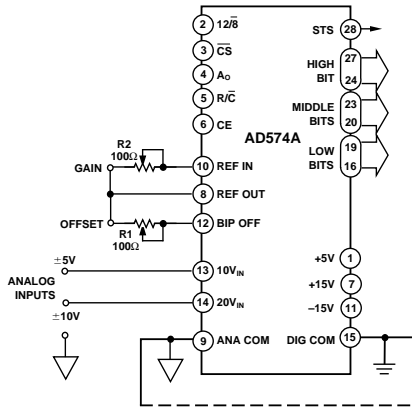 2 12/8̅
3 C̅S̅
4 AO
5 R/C̅
6 CE
R2
100Ω
GAIN
10 REF IN
8 REF OUT
OFFSET
R1
100Ω
12 BIP OFF
±5V
13 10VIN
ANALOG
INPUTS
14 20VIN
±10V
9 ANA COM
AD574A
STS 28
HIGH
BIT
27
24
MIDDLE
BITS
23
20
LOW
BITS
19
16
+5V 1
+15V 7
–15V 11
DIG COM 15